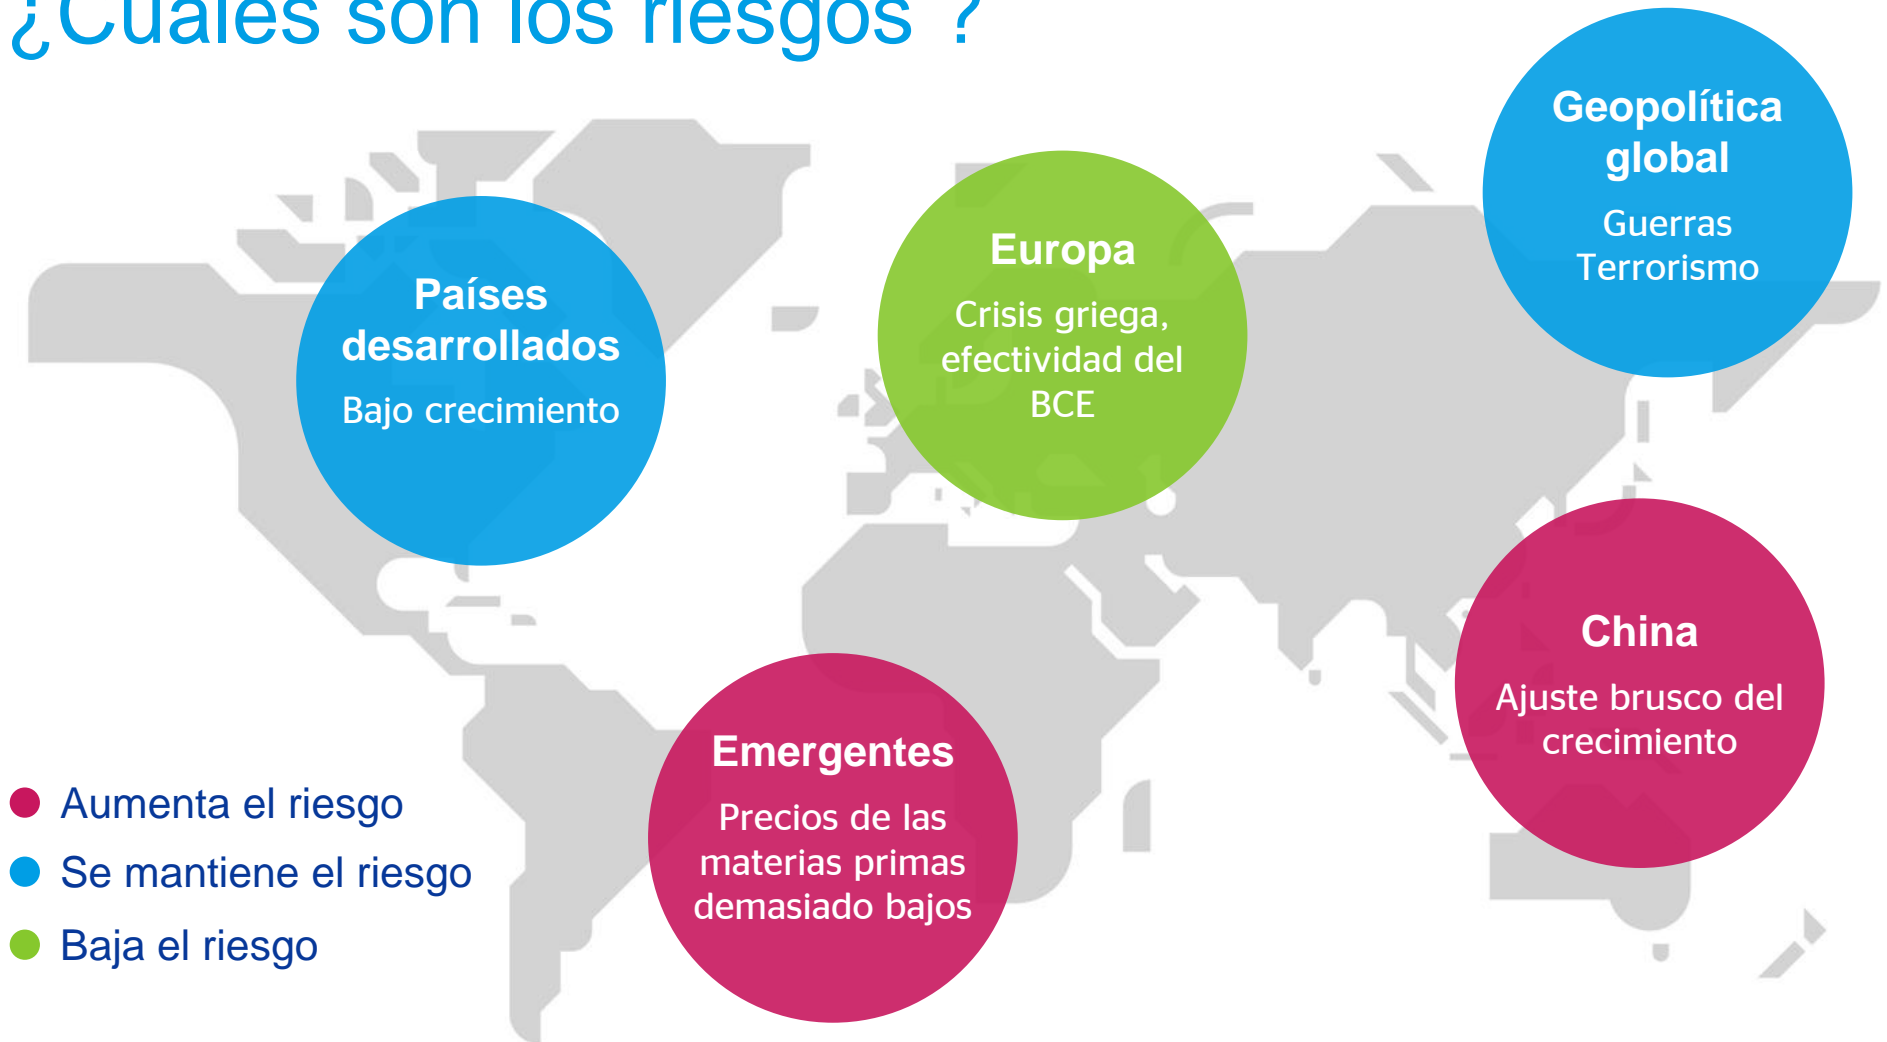 ¿Cuáles son los riesgos ?
Geopolítica
global
Guerras
Terrorismo
Europa
Crisis griega,
efectividad del
BCE
Países
desarrollados
Bajo crecimiento
China
Ajuste brusco del
crecimiento
Emergentes
Precios de las
materias primas
demasiado bajos
Aumenta el riesgo
Se mantiene el riesgo
Baja el riesgo